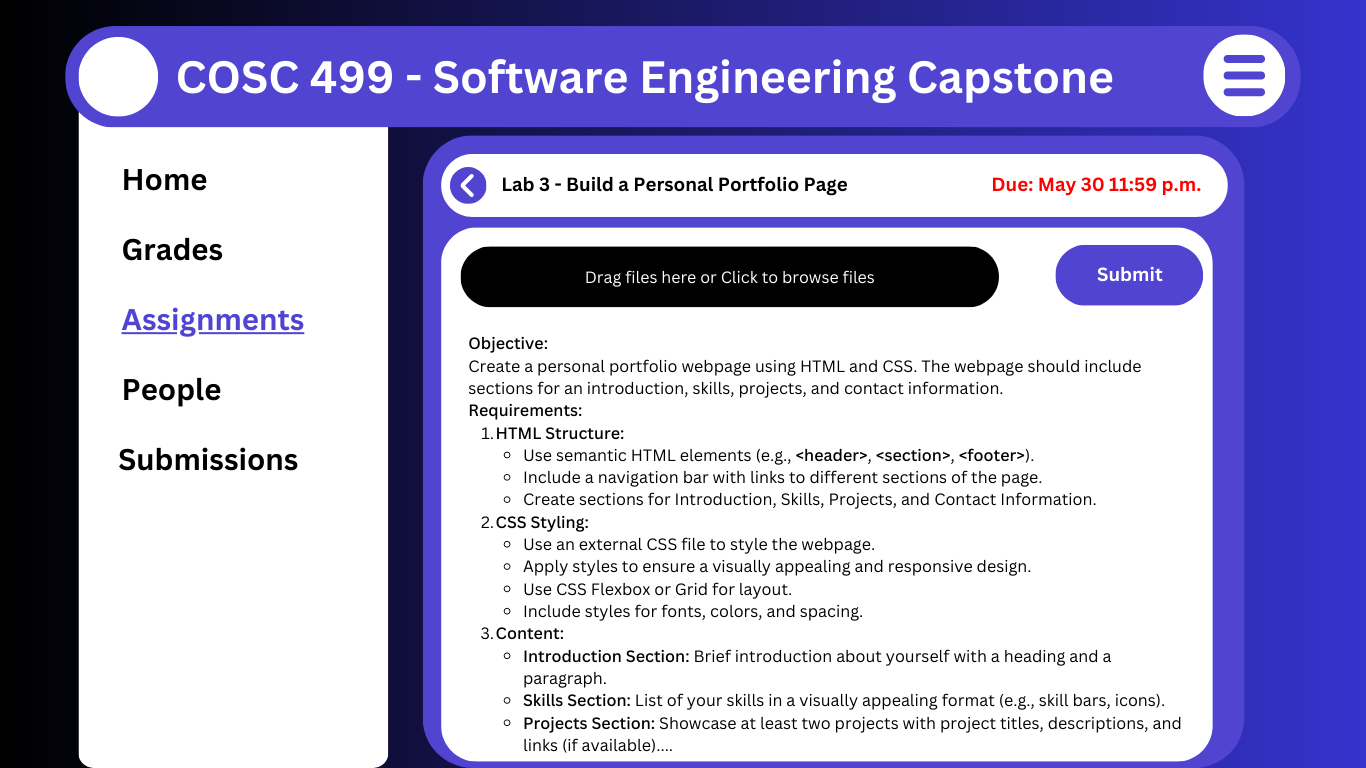 COSC 499 - Software Engineering Capstone
Home
Grades
Assignments
People
Submissions
Lab 3 - Build a Personal Portfolio Page
Due: May 30 11:59 p.m.
Drag files here or Click to browse files
Submit
Objective:
Create a personal portfolio webpage using HTML and CSS. The webpage should include
sections for an introduction, skills, projects, and contact information.
Requirements:
1. HTML Structure:
◦ Use semantic HTML elements (e.g., <header>, <section>, <footer>).
◦ Include a navigation bar with links to different sections of the page.
◦ Create sections for Introduction, Skills, Projects, and Contact Information.
2. CSS Styling:
◦ Use an external CSS file to style the webpage.
◦ Apply styles to ensure a visually appealing and responsive design.
◦ Use CSS Flexbox or Grid for layout.
◦ Include styles for fonts, colors, and spacing.
3. Content:
◦ Introduction Section: Brief introduction about yourself with a heading and a
paragraph.
◦ Skills Section: List of your skills in a visually appealing format (e.g., skill bars, icons).
◦ Projects Section: Showcase at least two projects with project titles, descriptions, and
links (if available)....